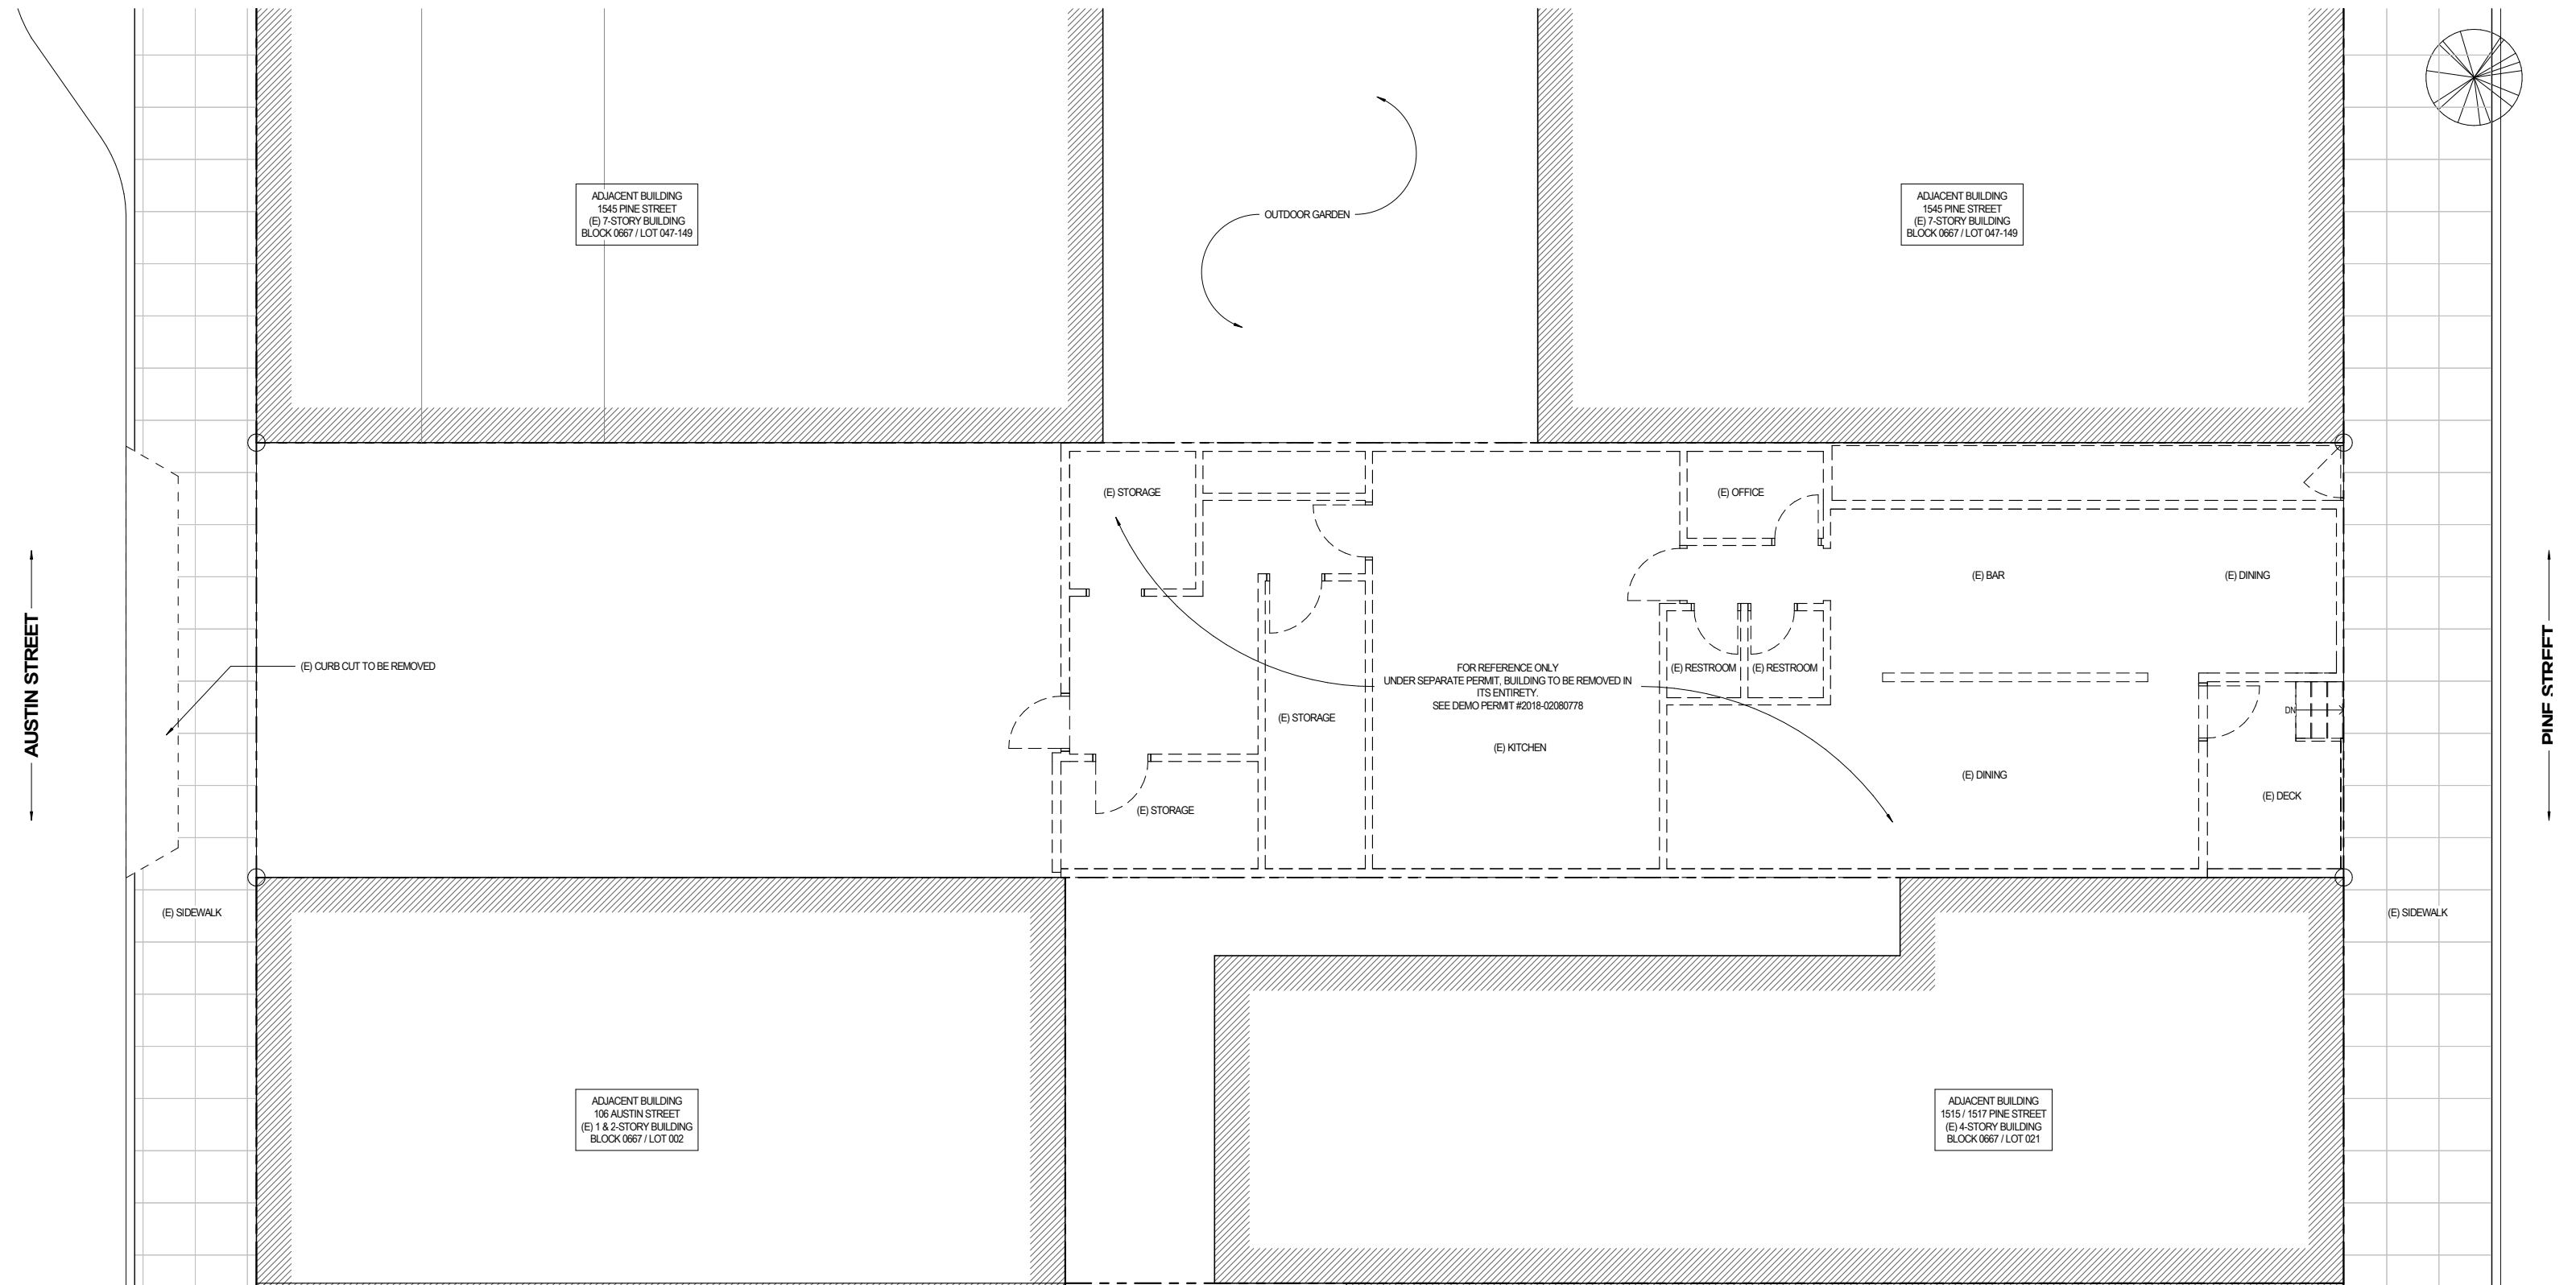 ADJACENT BUILDING
1545 PINE STREET
(E) 7-STORY BUILDING
BLOCK 0667 / LOT 047-149
OUTDOOR GARDEN
ADJACENT BUILDING
1545 PINE STREET
(E) 7-STORY BUILDING
BLOCK 0667 / LOT 047-149
(E) STORAGE
(E) OFFICE
(E) BAR
(E) DINING
AUSTIN STREET
(E) CURB CUT TO BE REMOVED
FOR REFERENCE ONLY
UNDER SEPARATE PERMIT, BUILDING TO BE REMOVED IN
ITS ENTIRETY.
SEE DEMO PERMIT #2018-02080778
(E) RESTROOM
(E) RESTROOM
PINE STREET
(E) STORAGE
DN
(E) KITCHEN
(E) DINING
(E) DECK
(E) STORAGE
(E) SIDEWALK
(E) SIDEWALK
ADJACENT BUILDING
106 AUSTIN STREET
(E) 1 & 2-STORY BUILDING
BLOCK 0667 / LOT 002
ADJACENT BUILDING
1515 / 1517 PINE STREET
(E) 4-STORY BUILDING
BLOCK 0667 / LOT 021